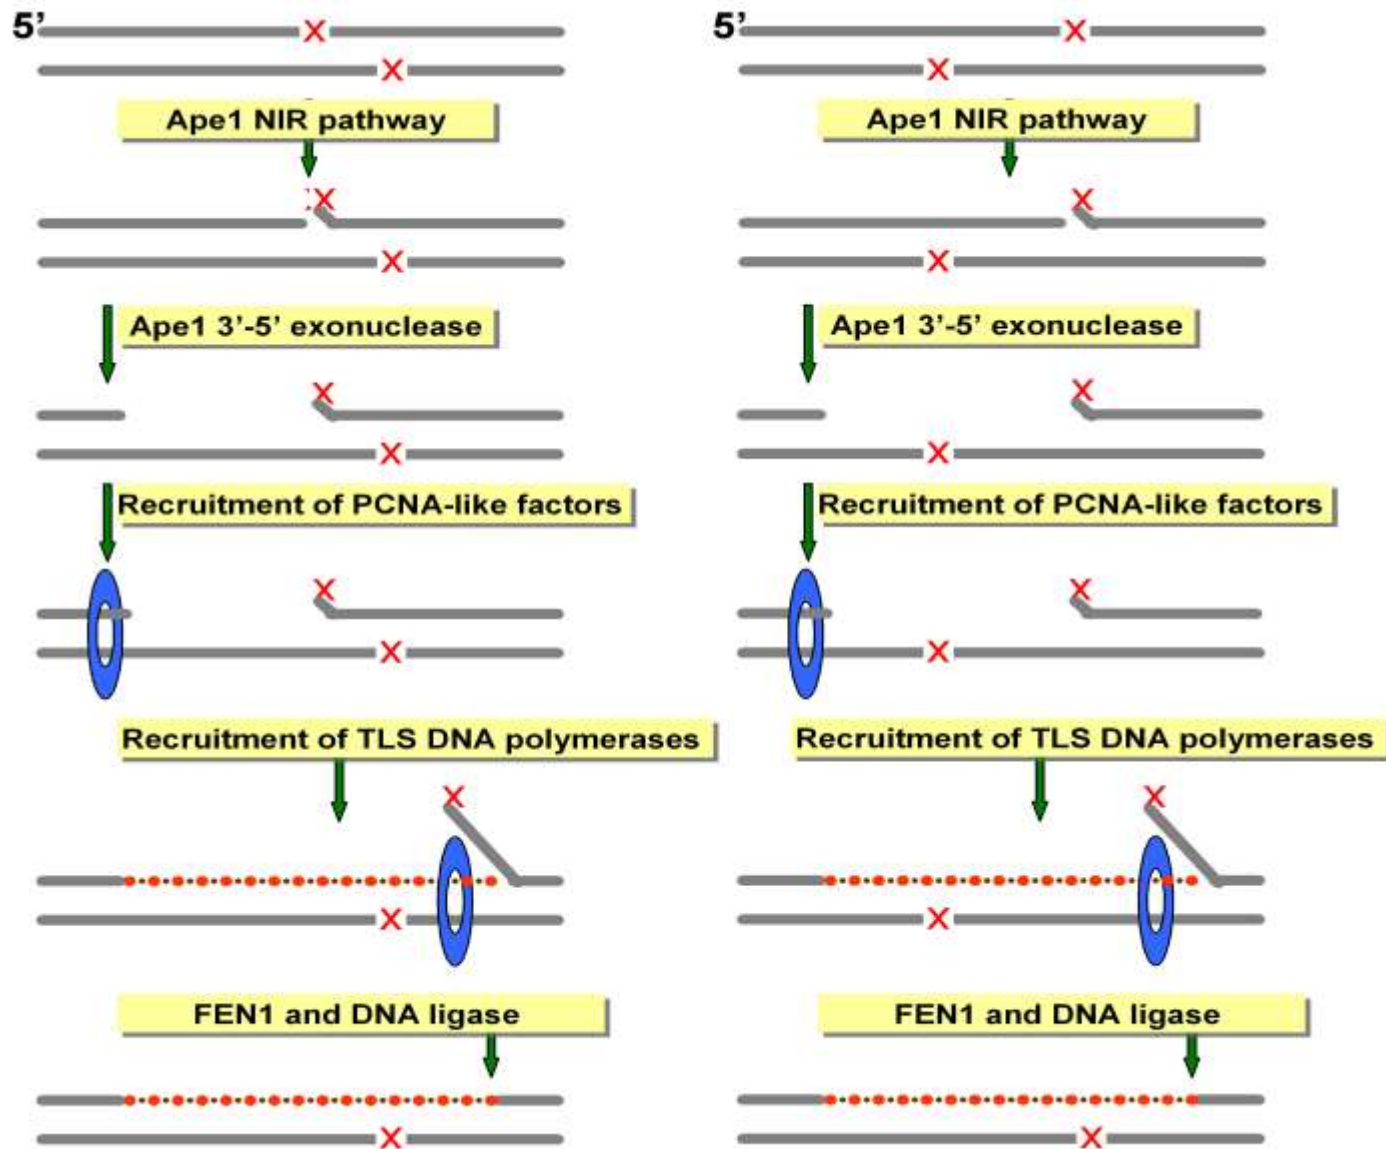 5’
5’
Ape1 NIR pathway
Ape1 NIR pathway
Ape1 3’-5’ exonuclease
Ape1 3’-5’ exonuclease
Recruitment of PCNA-like factors
Recruitment of PCNA-like factors
Recruitment of TLS DNA polymerases
Recruitment of TLS DNA polymerases
FEN1 and DNA ligase
FEN1 and DNA ligase